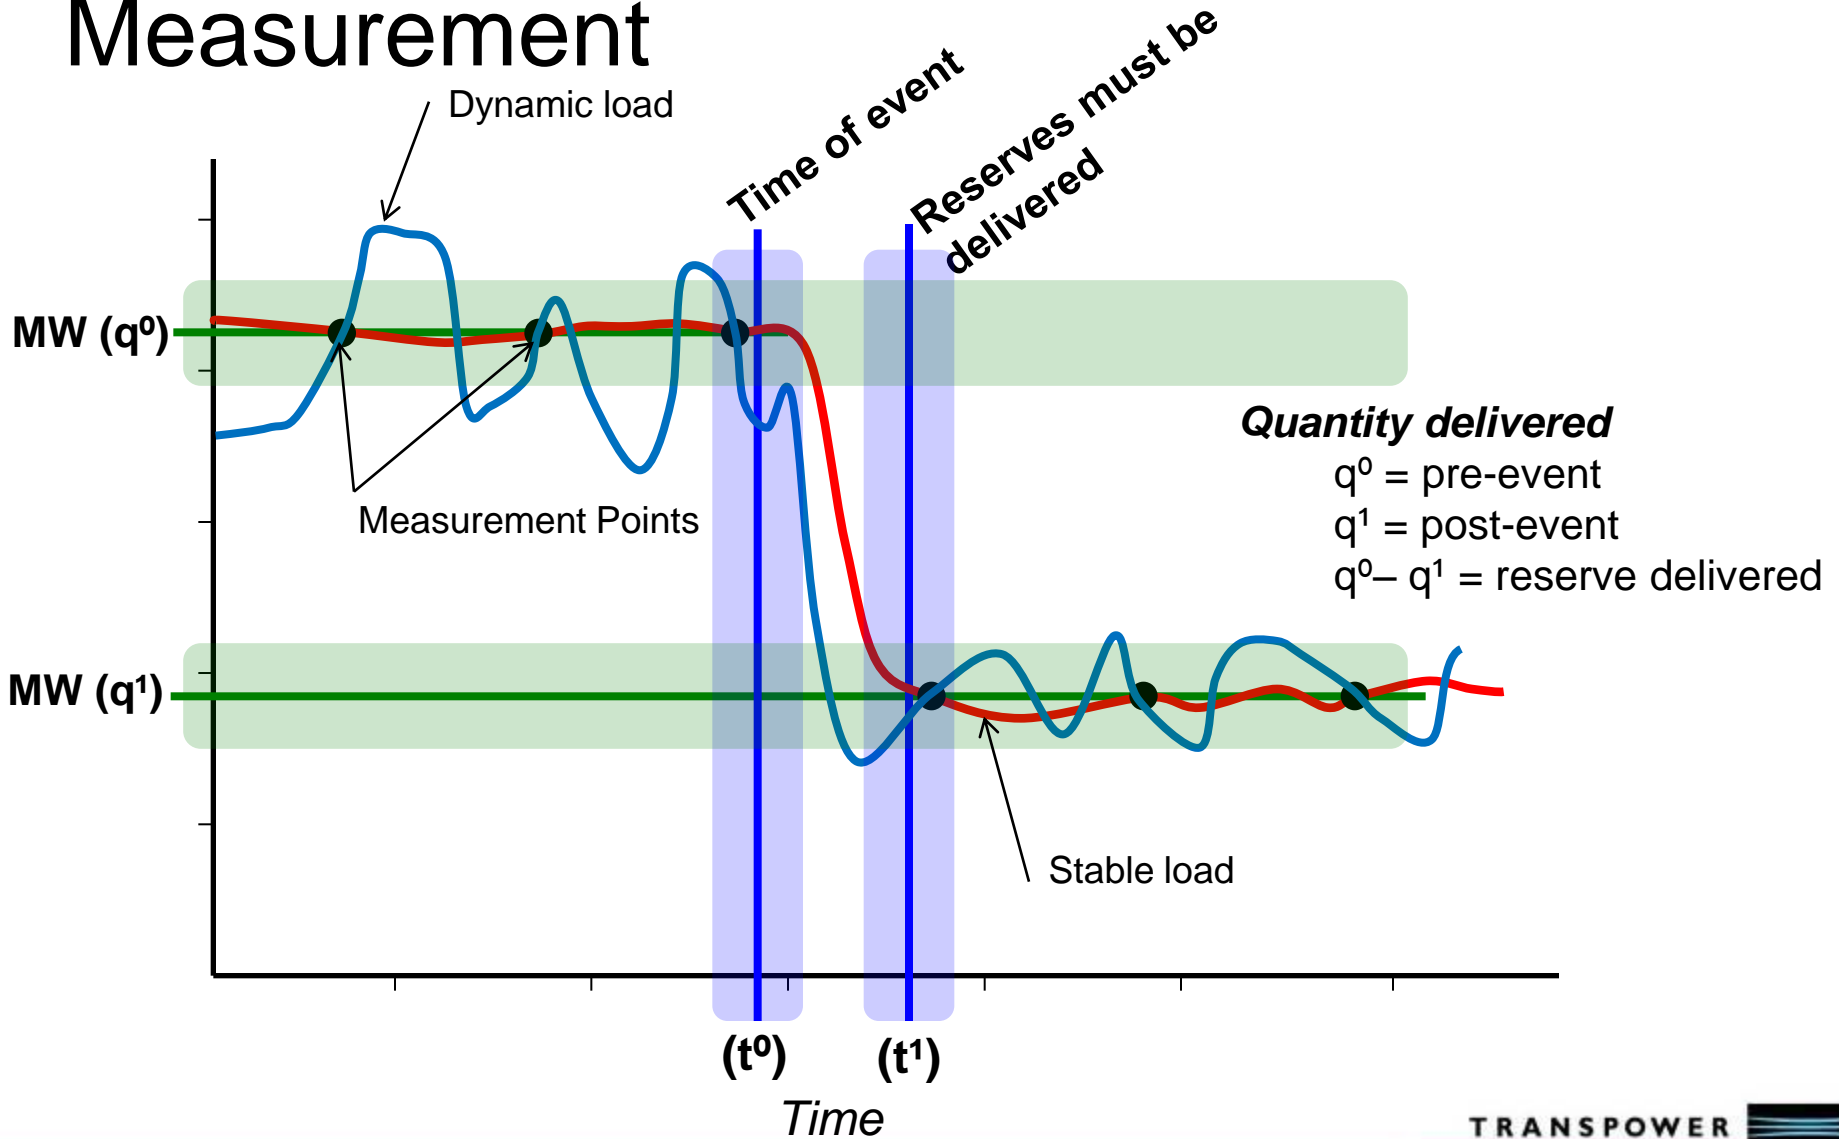 Measurement
Dynamic load
Time of event
Reserves must be
delivered
MW (q⁰)
Measurement Points
Quantity delivered
q⁰ = pre-event
q¹ = post-event
q⁰– q¹ = reserve delivered
MW (q¹)
Stable load
(t⁰)
(t¹)
Time
TRANSPOWER